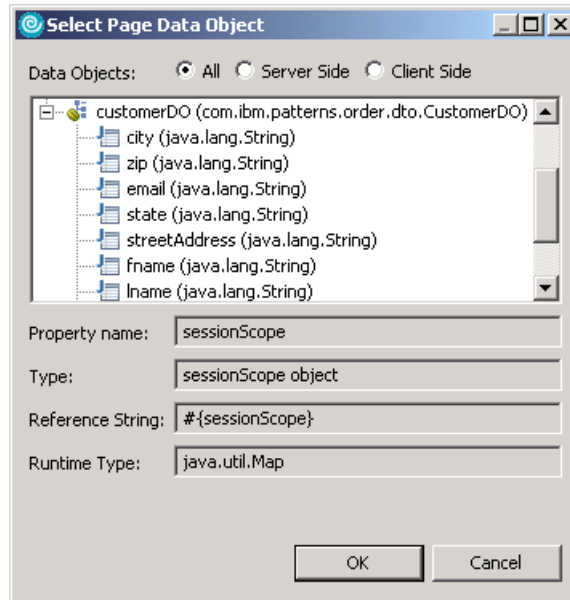 Select Page Data Object
Data Objects: All Server Side Client Side
customerDO (com.ibm.patterns.order.dto.CustomerDO)
city (java.lang.String)
zip (java.lang.String)
email (java.lang.String)
state (java.lang.String)
streetAddress (java.lang.String)
fname (java.lang.String)
lname (java.lang.String)
Property name: sessionScope
Type: sessionScope object
Reference String: #{sessionScope}
Runtime Type: java.util.Map
OK Cancel